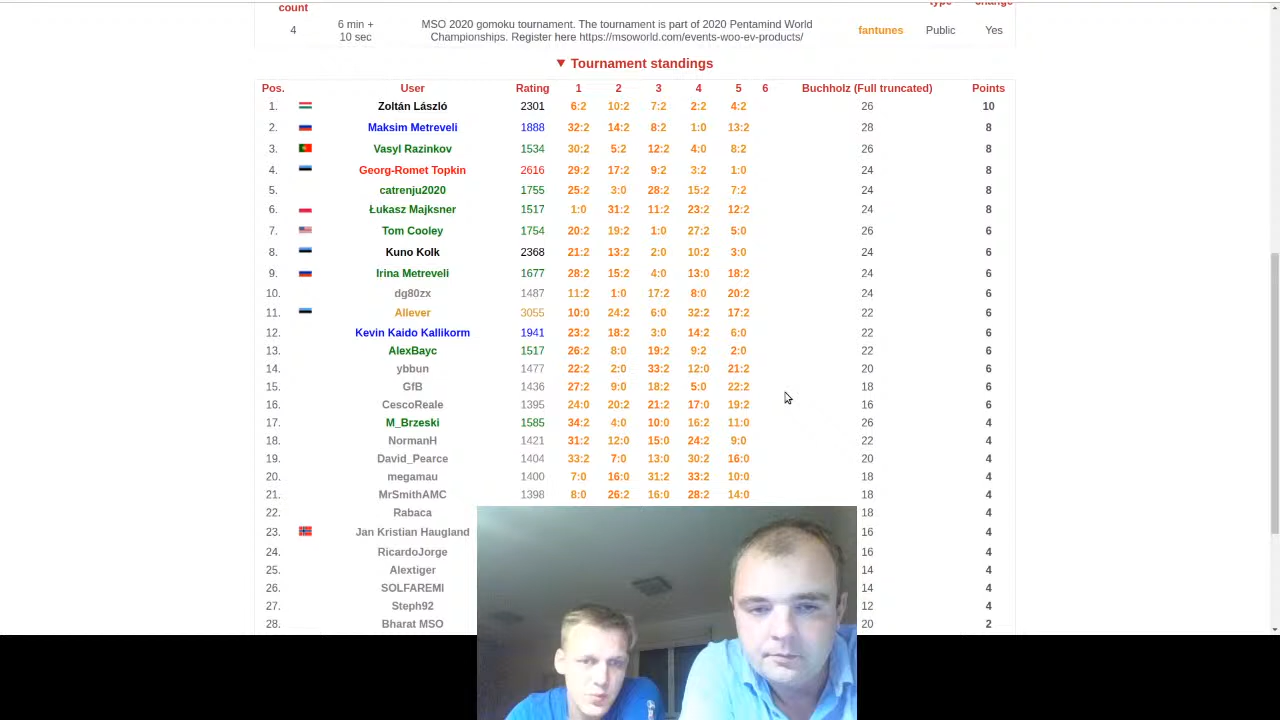 count type change
4 6 min + 10 sec MSO 2020 gomoku tournament. The tournament is part of 2020 Pentamind World Championships. Register here https://msoworld.com/events-woo-ev-products/ fantunes Public Yes
▼ Tournament standings
Pos. User Rating 1 2 3 4 5 6 Buchholz (Full truncated) Points
1. Zoltán László 2301 6:2 10:2 7:2 2:2 4:2 26 10
2. Maksim Metreveli 1888 32:2 14:2 8:2 1:0 13:2 28 8
3. Vasyl Razinkov 1534 30:2 5:2 12:2 4:0 8:2 26 8
4. Georg-Romet Topkin 2616 29:2 17:2 9:2 3:2 1:0 24 8
5. catrenju2020 1755 25:2 3:0 28:2 15:2 7:2 24 8
6. Łukasz Majksner 1517 1:0 31:2 11:2 23:2 12:2 24 8
7. Tom Cooley 1754 20:2 19:2 1:0 27:2 5:0 26 6
8. Kuno Kolk 2368 21:2 13:2 2:0 10:2 3:0 24 6
9. Irina Metreveli 1677 28:2 15:2 4:0 13:0 18:2 24 6
10. dg80zx 1487 11:2 1:0 17:2 8:0 20:2 24 6
11. Allever 3055 10:0 24:2 6:0 32:2 17:2 22 6
12. Kevin Kaido Kallikorm 1941 23:2 18:2 3:0 14:2 6:0 22 6
13. AlexBayc 1517 26:2 8:0 19:2 9:2 2:0 22 6
14. ybbun 1477 22:2 2:0 33:2 12:0 21:2 20 6
15. GfB 1436 27:2 9:0 18:2 5:0 22:2 18 6
16. CescoReale 1395 24:0 20:2 21:2 17:0 19:2 16 6
17. M_Brzeski 1585 34:2 4:0 10:0 16:2 11:0 26 4
18. NormanH 1421 31:2 12:0 15:0 24:2 9:0 22 4
19. David_Pearce 1404 33:2 7:0 13:0 30:2 16:0 20 4
20. megamau 1400 7:0 16:0 31:2 33:2 10:0 18 4
21. MrSmithAMC 1398 8:0 26:2 16:0 28:2 14:0 18 4
22. Rabaca 18 4
23. Jan Kristian Haugland 16 4
24. RicardoJorge 16 4
25. Alextiger 14 4
26. SOLFAREMI 14 4
27. Steph92 12 4
28. Bharat MSO 20 2